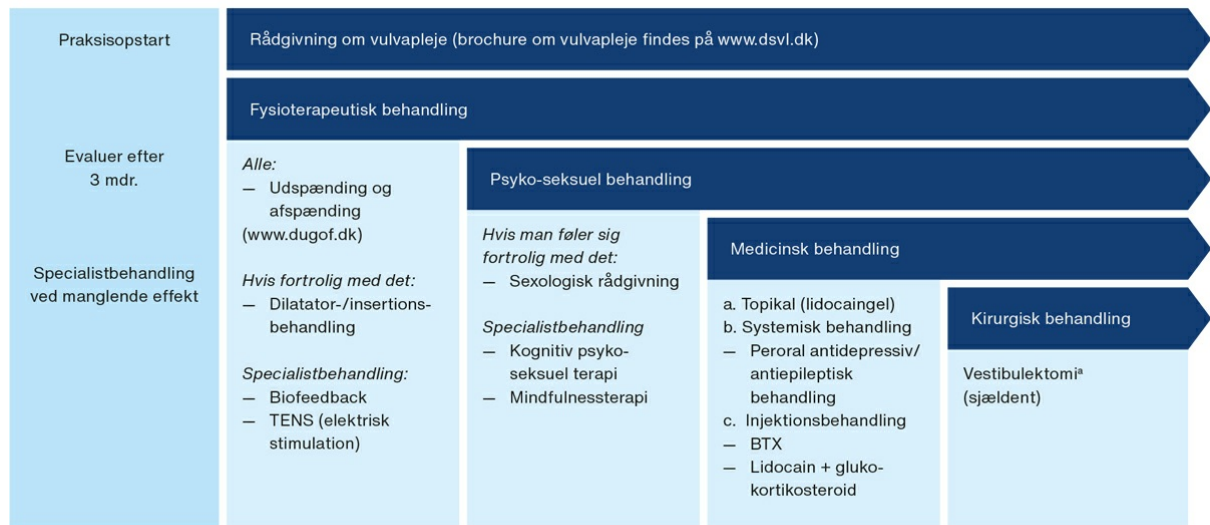 Praksisopstart
Rådgivning om vulvapleje (brochure om vulvapleje findes på www.dsvl.dk)
Fysioterapeutisk behandling
Evaluer efter
3 mdr.
Specialistbehandling
ved manglende effekt
Alle:
— Udspænding og
afspænding
(www.dugof.dk)
Hvis fortrolig med det:
— Dilatator-/insertions-
behandling
Specialistbehandling:
— Biofeedback
— TENS (elektrisk
stimulation)
Psyko-seksuel behandling
Hvis man føler sig
fortrolig med det:
— Sexologisk rådgivning
Specialistbehandling
— Kognitiv psyko-
seksuel terapi
— Mindfulnessterapi
Medicinsk behandling
a. Topikal (lidocaingel)
b. Systemisk behandling
— Peroral antidepressiv/
antiepileptisk
behandling
c. Injektionsbehandling
— BTX
— Lidocain + gluko-
kortikosteroid
Kirurgisk behandling
Vestibulektomiᵃ
(sjældent)